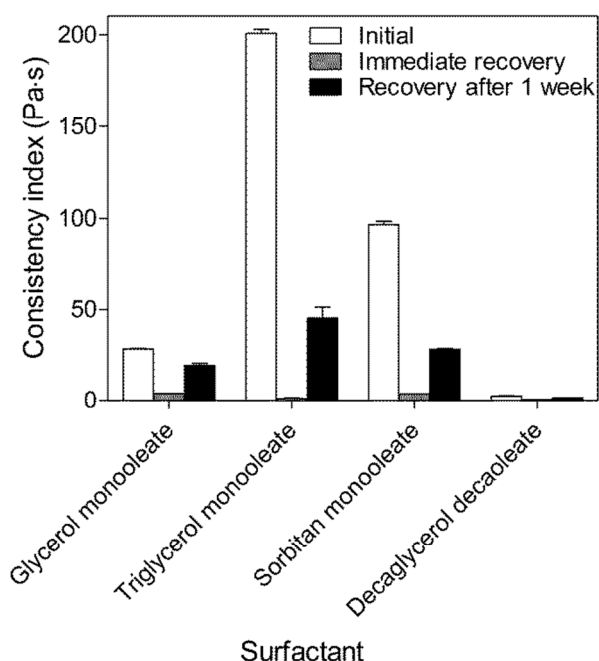 Consistency index (Pa·s)
200
150
100
50
0
Initial
Immediate recovery
Recovery after 1 week
Glycerol monooleate
Triglycerol monooleate
Sorbitan monooleate
Decaglycerol decaoleate
Surfactant